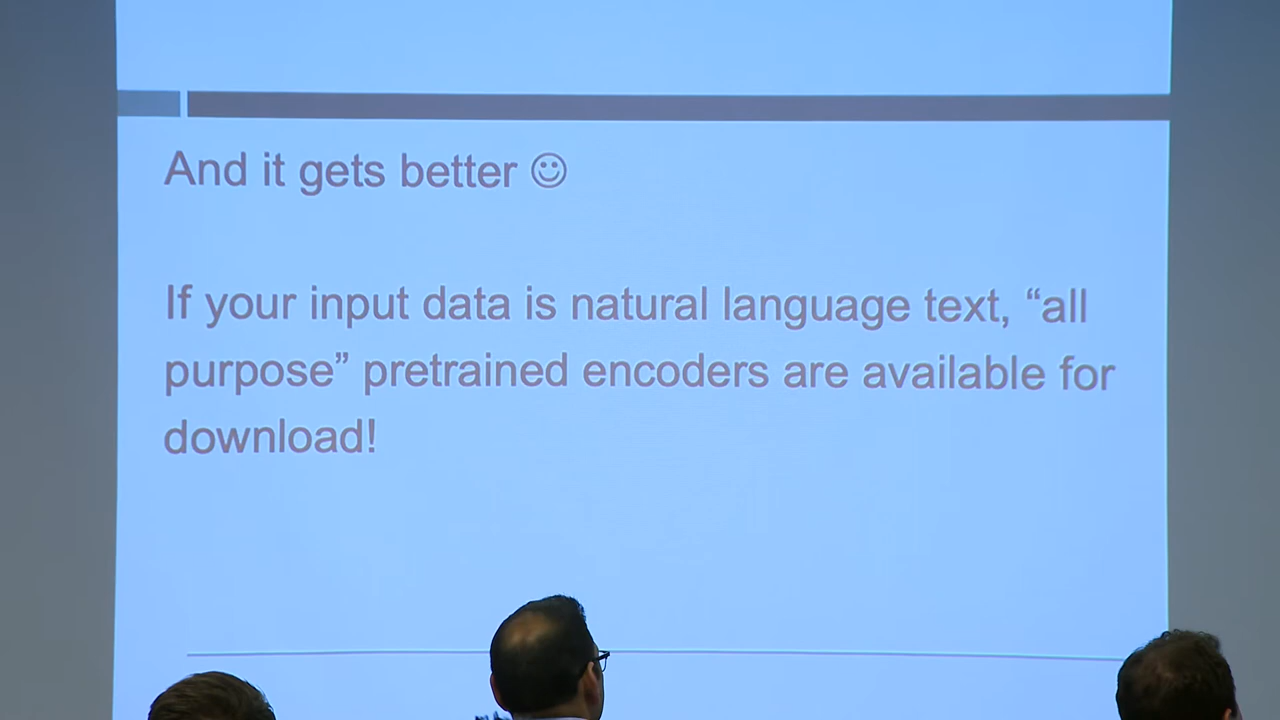 And it gets better ☺
If your input data is natural language text, “all
purpose” pretrained encoders are available for
download!